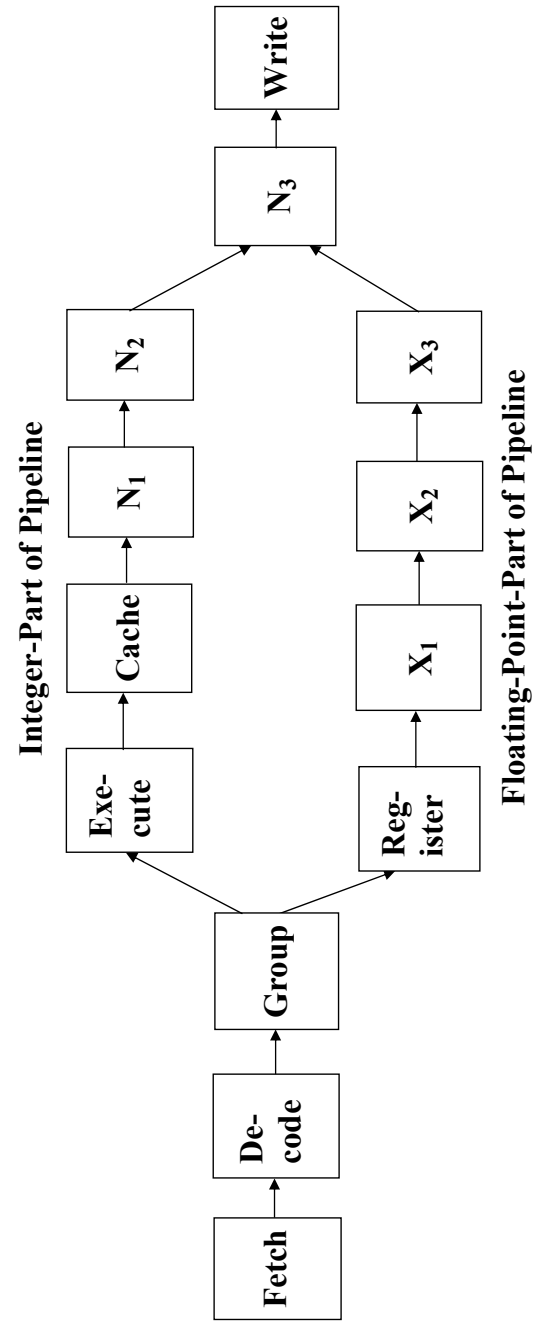 Integer-Part of Pipeline
Fetch
De-
code
Group
Exe-
cute
Cache
N₁
N₂
Reg-
ister
X₁
X₂
X₃
N₃
Write
Floating-Point-Part of Pipeline